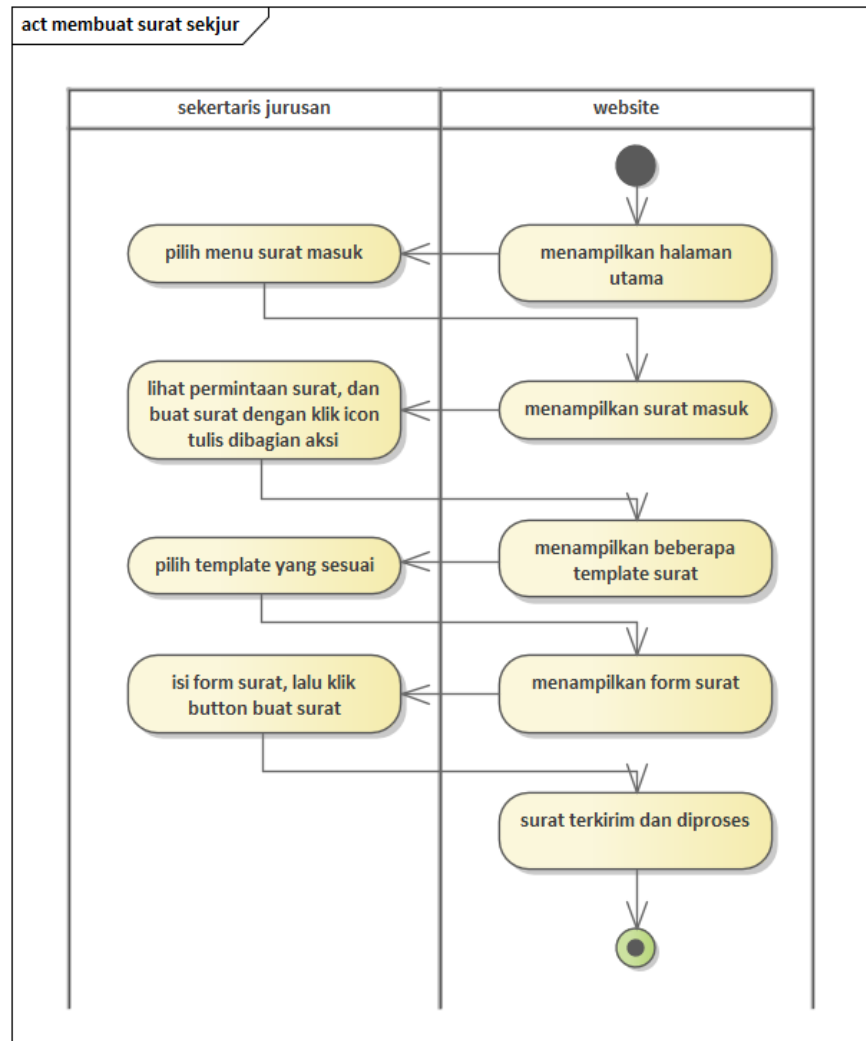 act membuat surat sekjur
sekertaris jurusan
website
menampilkan halaman
utama
pilih menu surat masuk
menampilkan surat masuk
lihat permintaan surat, dan
buat surat dengan klik icon
tulis dibagian aksi
menampilkan beberapa
template surat
pilih template yang sesuai
menampilkan form surat
isi form surat, lalu klik
button buat surat
surat terkirim dan diproses